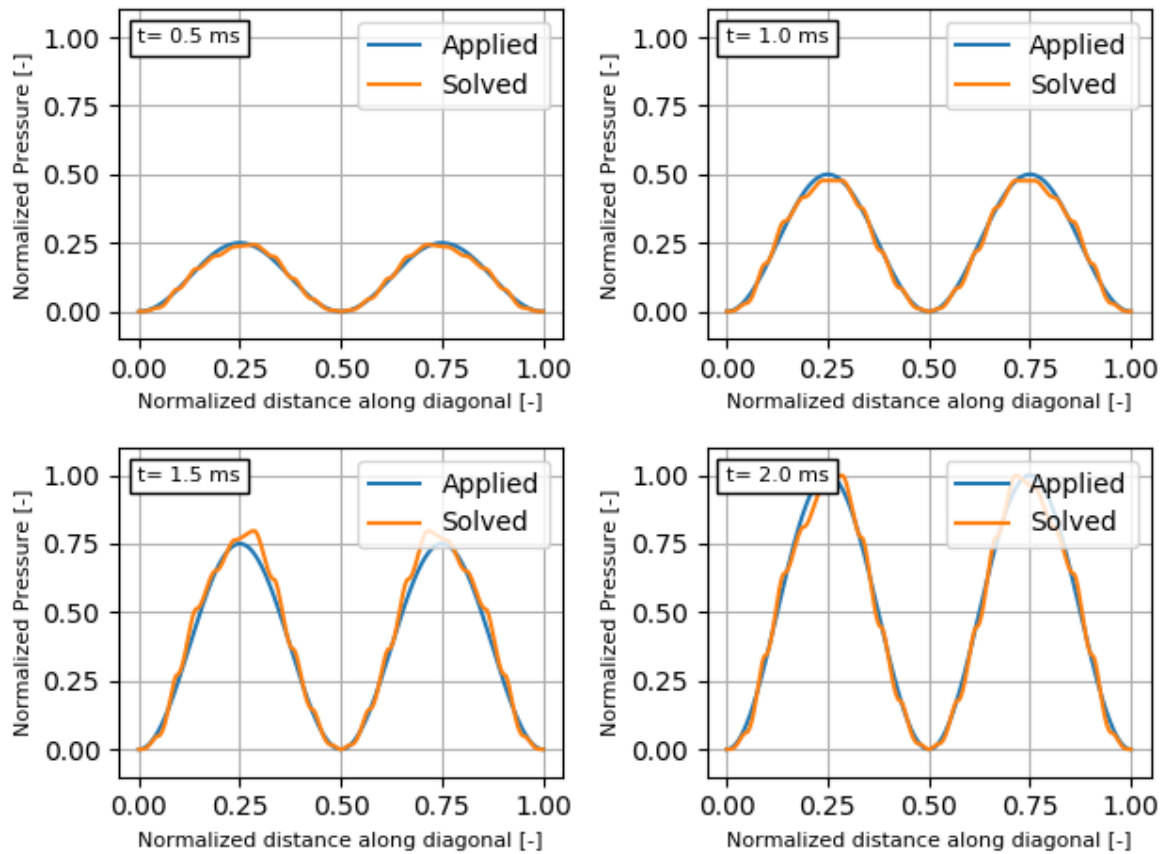 t= 0.5 ms
Applied
Solved
Normalized Pressure [-]
1.00
0.75
0.50
0.25
0.00
0.00 0.25 0.50 0.75 1.00
Normalized distance along diagonal [-]
t= 1.0 ms
Applied
Solved
Normalized Pressure [-]
1.00
0.75
0.50
0.25
0.00
0.00 0.25 0.50 0.75 1.00
Normalized distance along diagonal [-]
t= 1.5 ms
Applied
Solved
Normalized Pressure [-]
1.00
0.75
0.50
0.25
0.00
0.00 0.25 0.50 0.75 1.00
Normalized distance along diagonal [-]
t= 2.0 ms
Applied
Solved
Normalized Pressure [-]
1.00
0.75
0.50
0.25
0.00
0.00 0.25 0.50 0.75 1.00
Normalized distance along diagonal [-]